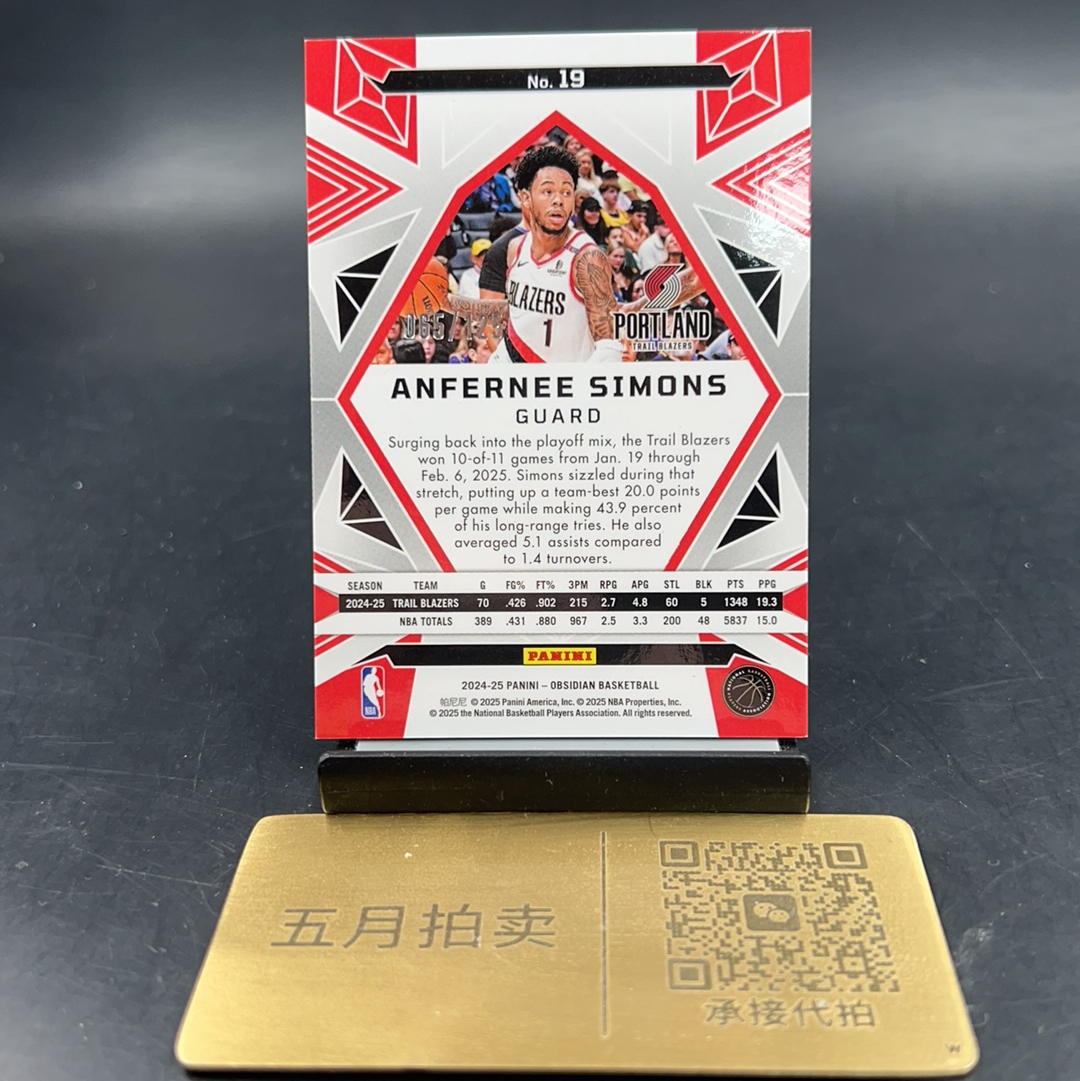 No. 19
BLAZERS
1
PORTLAND
TRAIL BLAZERS
ANFERNEE SIMONS
GUARD
Surging back into the playoff mix, the Trail Blazers
won 10-of-11 games from Jan. 19 through
Feb. 6, 2025. Simons sizzled during that
stretch, putting up a team-best 20.0 points
per game while making 43.9 percent
of his long-range tries. He also
averaged 5.1 assists compared
to 1.4 turnovers.
SEASON TEAM G FG% FT% 3PM RPG APG STL BLK PTS PPG
2024-25 TRAIL BLAZERS 70 .426 .902 215 2.7 4.8 60 5 1348 19.3
NBA TOTALS 389 .431 .880 967 2.5 3.3 200 48 5837 15.0
PANINI
2024-25 PANINI – OBSIDIAN BASKETBALL
帕尼尼 © 2025 Panini America, Inc. © 2025 NBA Properties, Inc.
© 2025 the National Basketball Players Association. All rights reserved.
NBA
五月拍卖
承接代拍
W